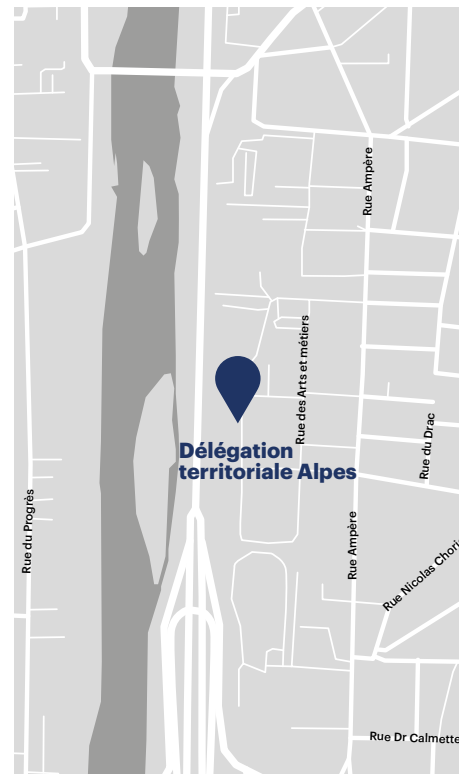 Rue Ampère
Rue des Arts et métiers
Délégation
territoriale Alpes
Rue du Drac
Rue du Progrès
Rue Ampère
Rue Nicolas Chori
Rue Dr Calmette